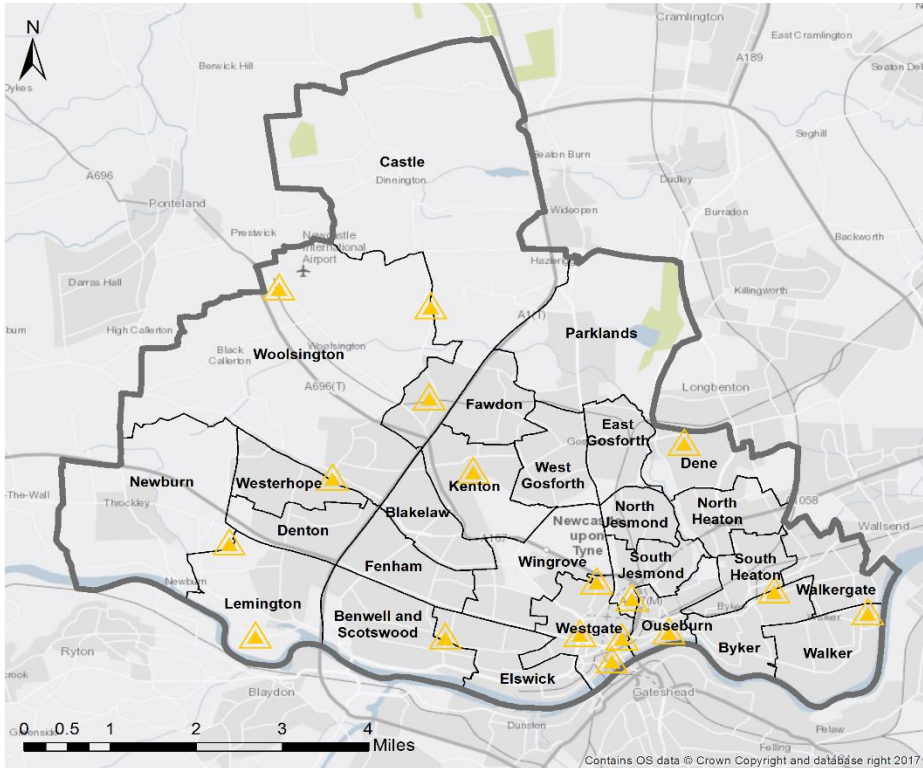 N
Cramlington
East Cramlington
A189
Seaton
Dykes
Berwick Hill
Castle
Dinnington
Seaton Burn
Seghill
A696
Dudley
Ponteland
Wideopen
Burradon
Prestwick
Newcastle
International
Airport
Backworth
Darras Hall
Killingworth
A1(T)
Parklands
High Callerton
Woolsington
Woolsington
Black
Callerton
A696(T)
Longbenton
Fawdon
East
Gosforth
Dene
Newburn
Westerhope
Kenton
West
Gosforth
-The-Wall
Throckley
Blakelaw
North
Jesmond
North
Heaton
Denton
Newcastle
upon
Tyne
Wallsend
Fenham
Wingrove
South
Jesmond
South
Heaton
Newburn
Walkergate
Lemington
Benwell and
Scotswood
Westgate
Ouseburn
Byker
Byker
Walker
Walker
Ryton
Elswick
Blaydon
Gateshead
Dunston
Pelaw
Felling
0 0.5 1 2 3 4
Miles
Contains OS data © Crown Copyright and database right 2017